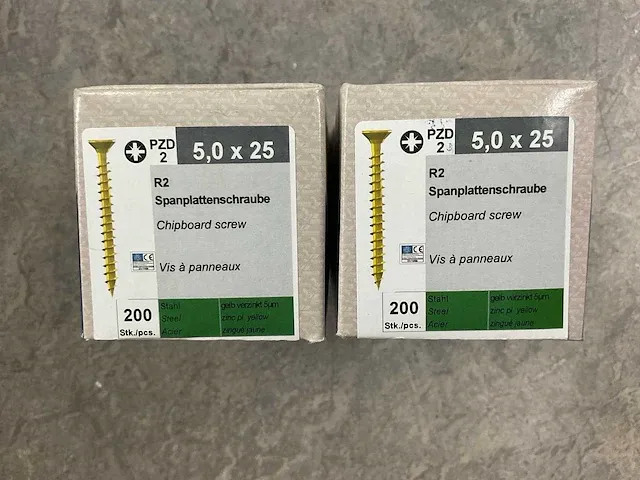 PZD
2
5,0 x 25
R2
Spanplattenschraube
Chipboard screw
CE
Vis à panneaux
200
Stk./pcs.
Stahl gelb verzinkt 5µm
Steel zinc pl. yellow
Acier zingué jaune
PZD
2
5,0 x 25
R2
Spanplattenschraube
Chipboard screw
CE
Vis à panneaux
200
Stk./pcs.
Stahl gelb verzinkt 5µm
Steel zinc pl. yellow
Acier zingué jaune